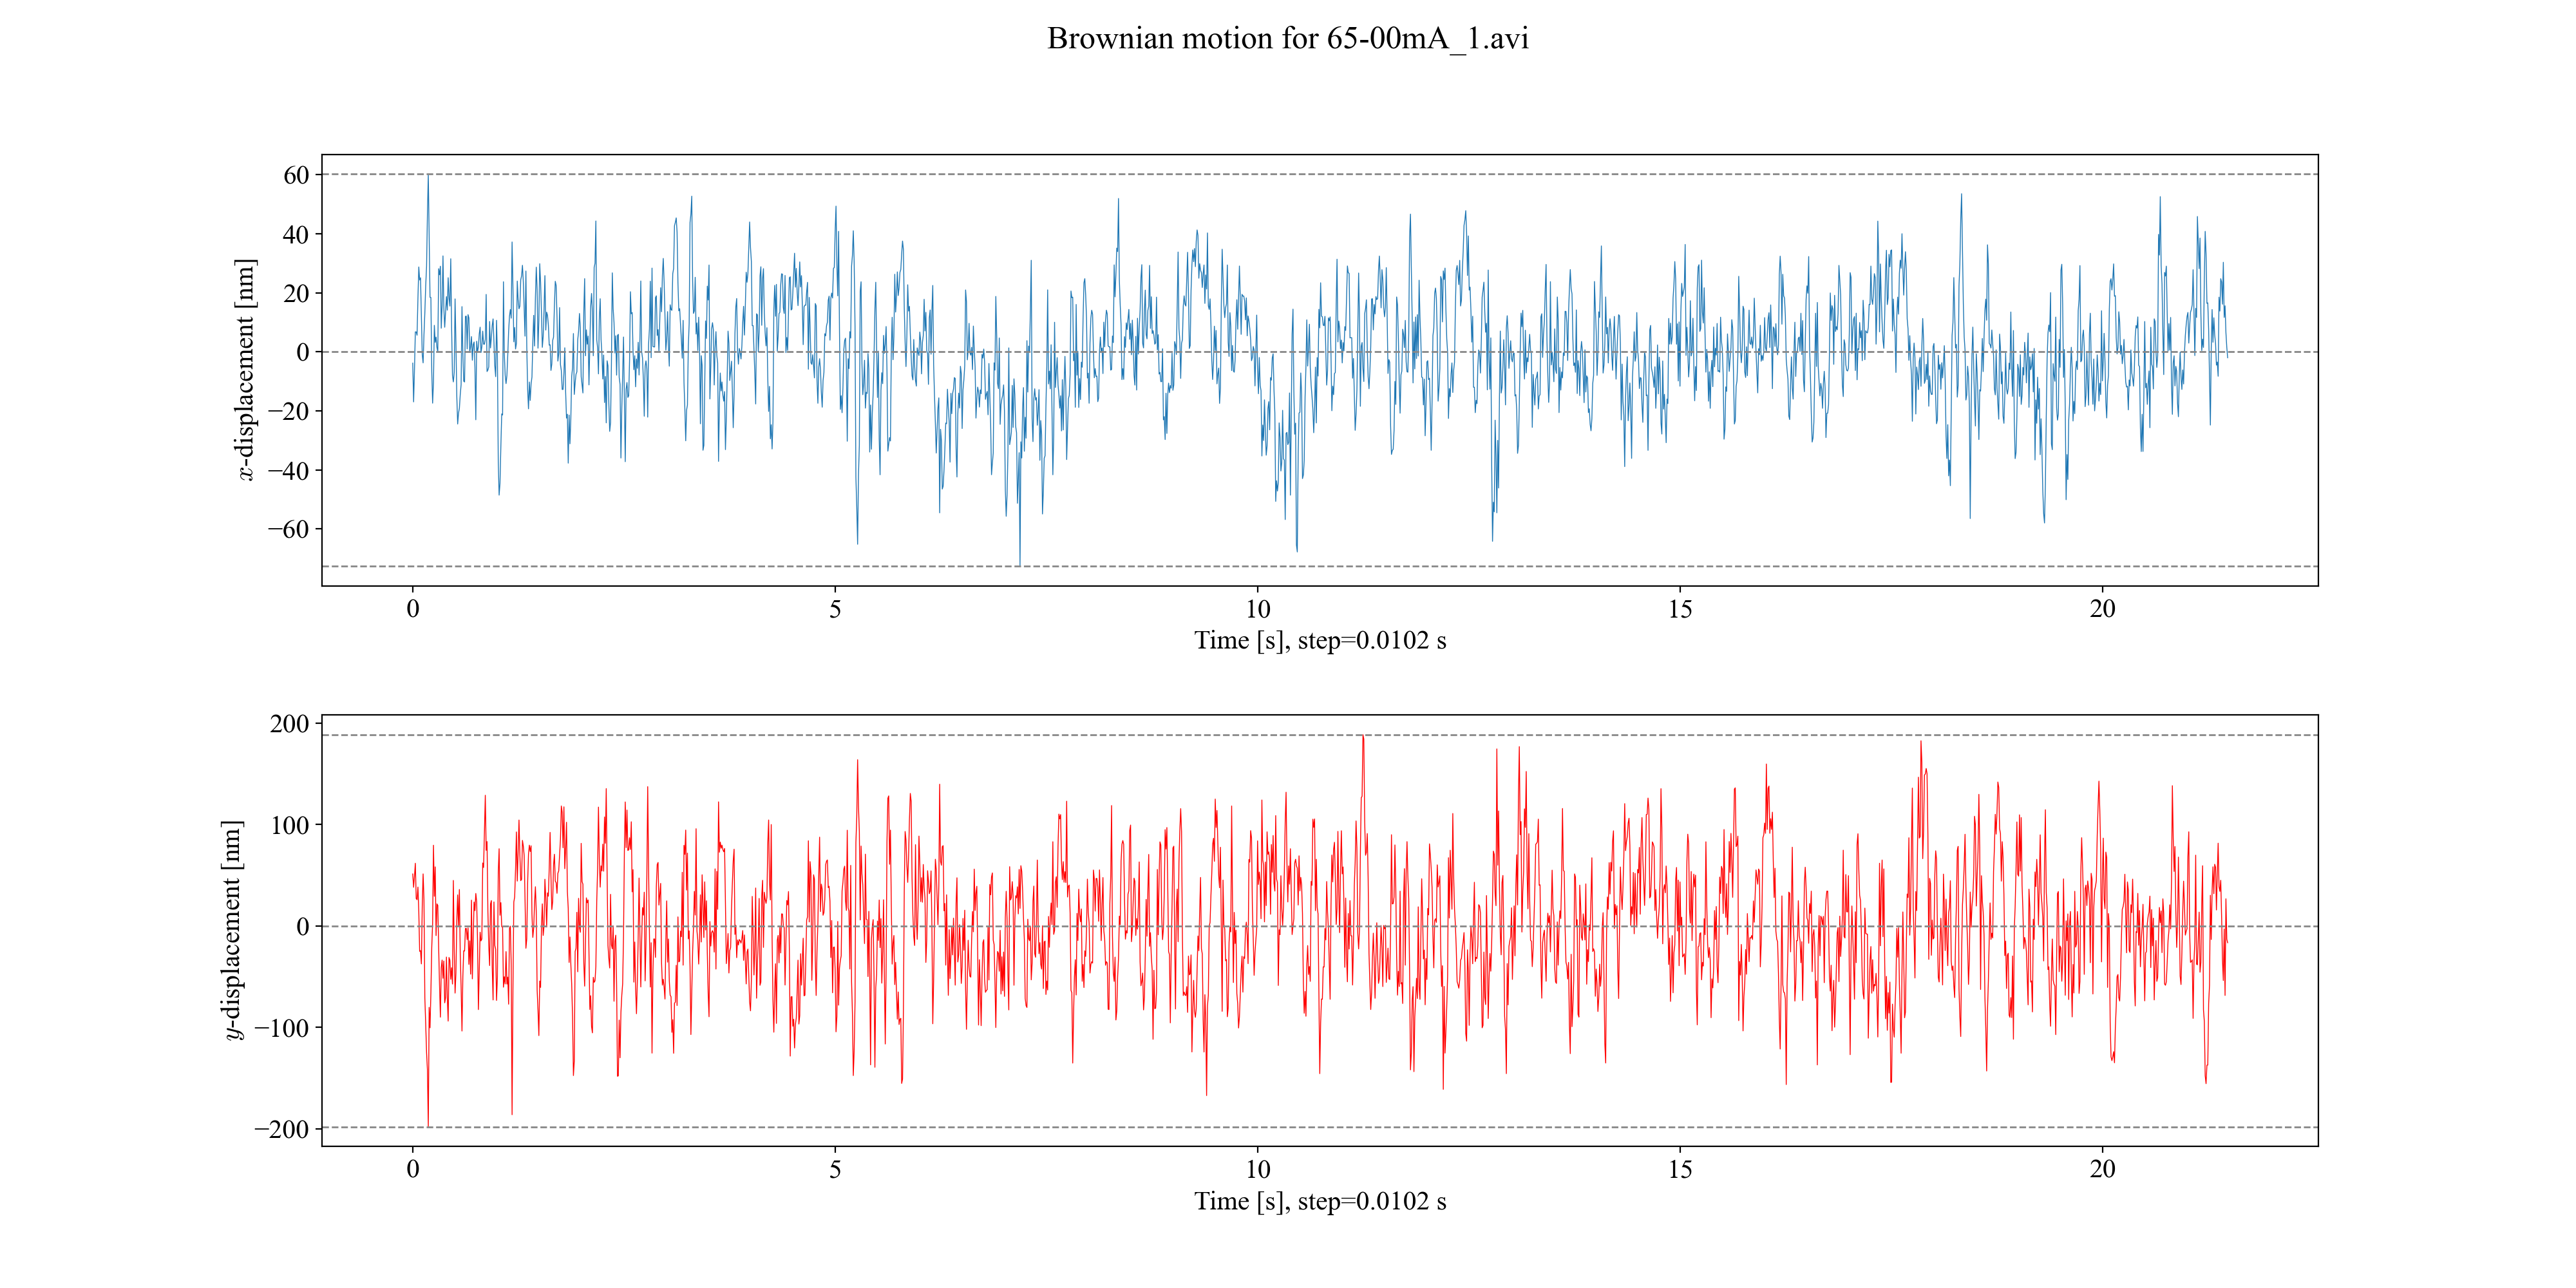 Brownian motion for 65-00mA_1.avi
60
40
20
0
−20
−40
−60
x-displacement [nm]
0 5 10 15 20
Time [s], step=0.0102 s
200
100
0
−100
−200
y-displacement [nm]
0 5 10 15 20
Time [s], step=0.0102 s